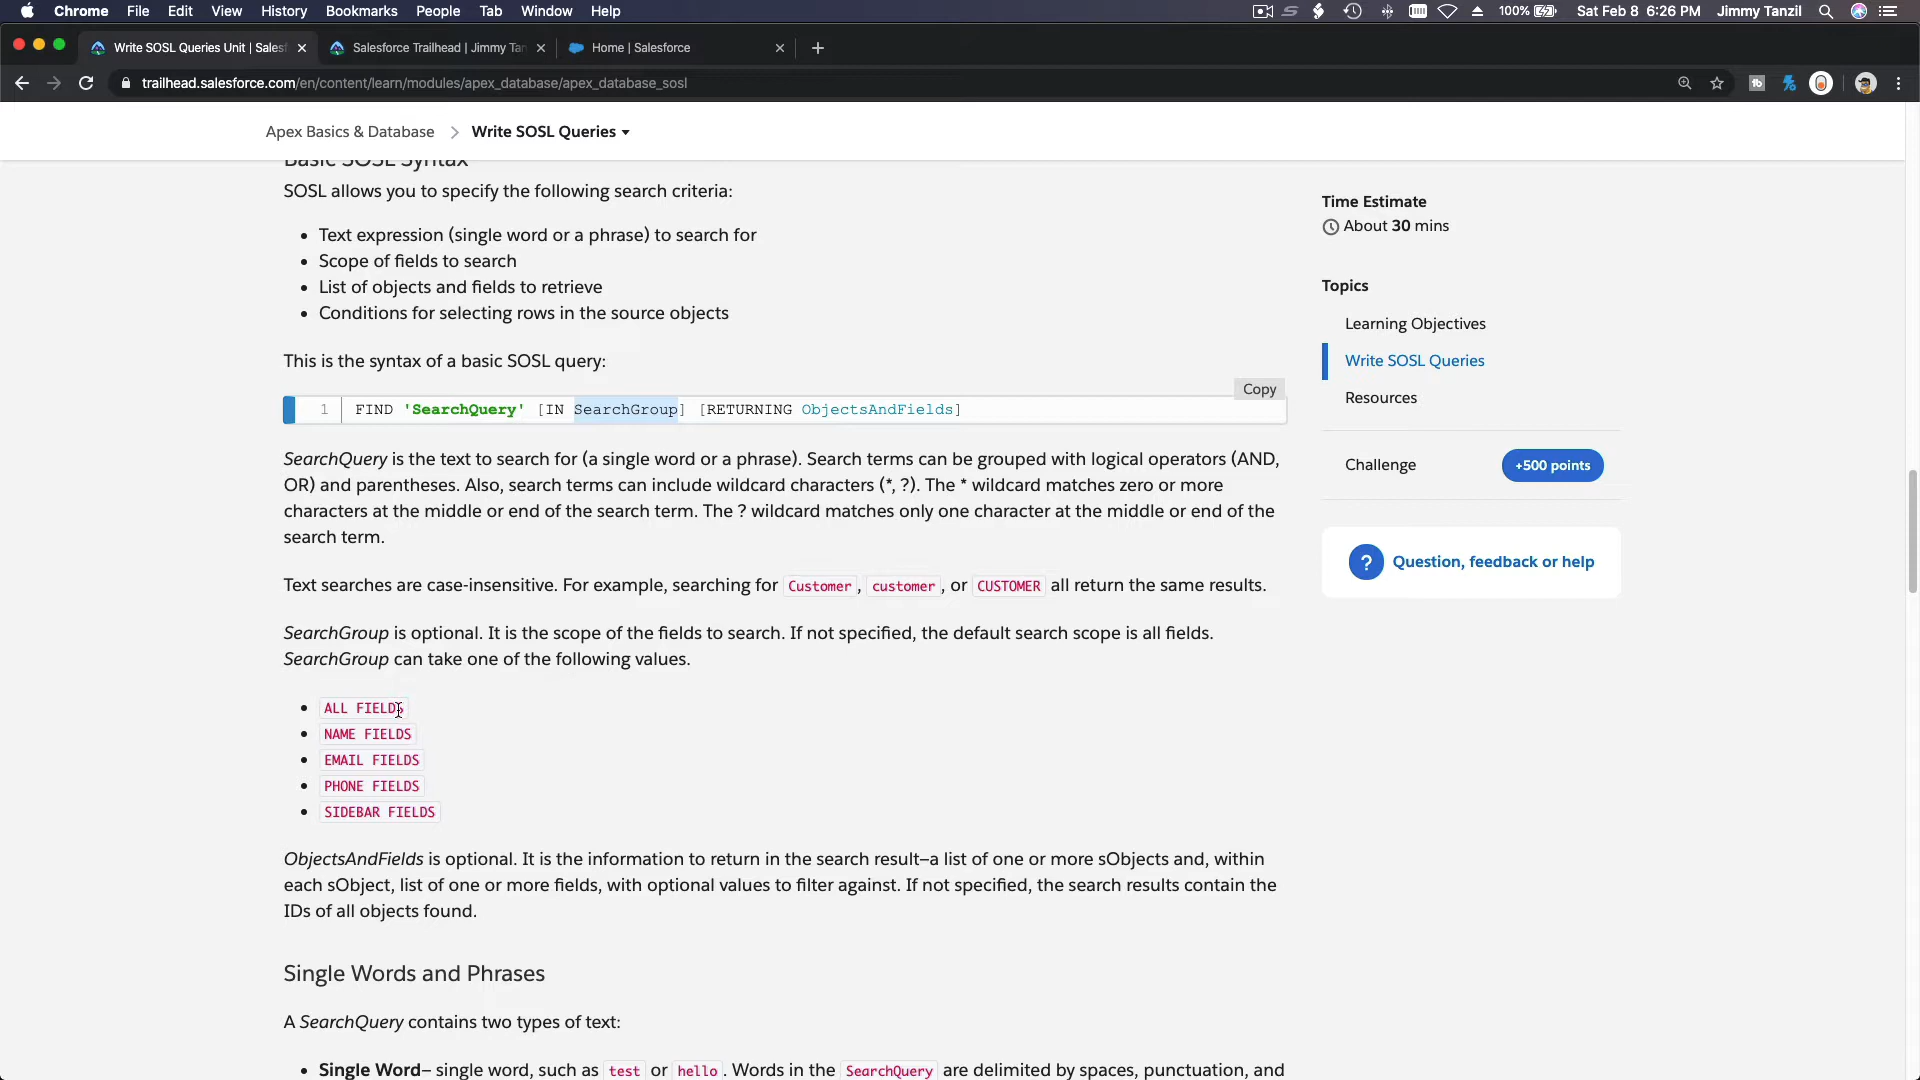 Chrome File Edit View History Bookmarks People Tab Window Help 100% Sat Feb 8 6:26 PM Jimmy Tanzil
Write SOSL Queries Unit | Salesf Salesforce Trailhead | Jimmy Tan Home | Salesforce
trailhead.salesforce.com/en/content/learn/modules/apex_database/apex_database_sosl
Apex Basics & Database > Write SOSL Queries
Basic SOSL Syntax
SOSL allows you to specify the following search criteria:
• Text expression (single word or a phrase) to search for
• Scope of fields to search
• List of objects and fields to retrieve
• Conditions for selecting rows in the source objects
This is the syntax of a basic SOSL query:
Copy
1 FIND 'SearchQuery' [IN SearchGroup] [RETURNING ObjectsAndFields]
SearchQuery is the text to search for (a single word or a phrase). Search terms can be grouped with logical operators (AND,
OR) and parentheses. Also, search terms can include wildcard characters (*, ?). The * wildcard matches zero or more
characters at the middle or end of the search term. The ? wildcard matches only one character at the middle or end of the
search term.
Text searches are case-insensitive. For example, searching for Customer, customer, or CUSTOMER all return the same results.
SearchGroup is optional. It is the scope of the fields to search. If not specified, the default search scope is all fields.
SearchGroup can take one of the following values.
• ALL FIELDS
• NAME FIELDS
• EMAIL FIELDS
• PHONE FIELDS
• SIDEBAR FIELDS
ObjectsAndFields is optional. It is the information to return in the search result—a list of one or more sObjects and, within
each sObject, list of one or more fields, with optional values to filter against. If not specified, the search results contain the
IDs of all objects found.
Single Words and Phrases
A SearchQuery contains two types of text:
• Single Word— single word, such as test or hello. Words in the SearchQuery are delimited by spaces, punctuation, and
Time Estimate
About 30 mins
Topics
Learning Objectives
Write SOSL Queries
Resources
Challenge +500 points
? Question, feedback or help